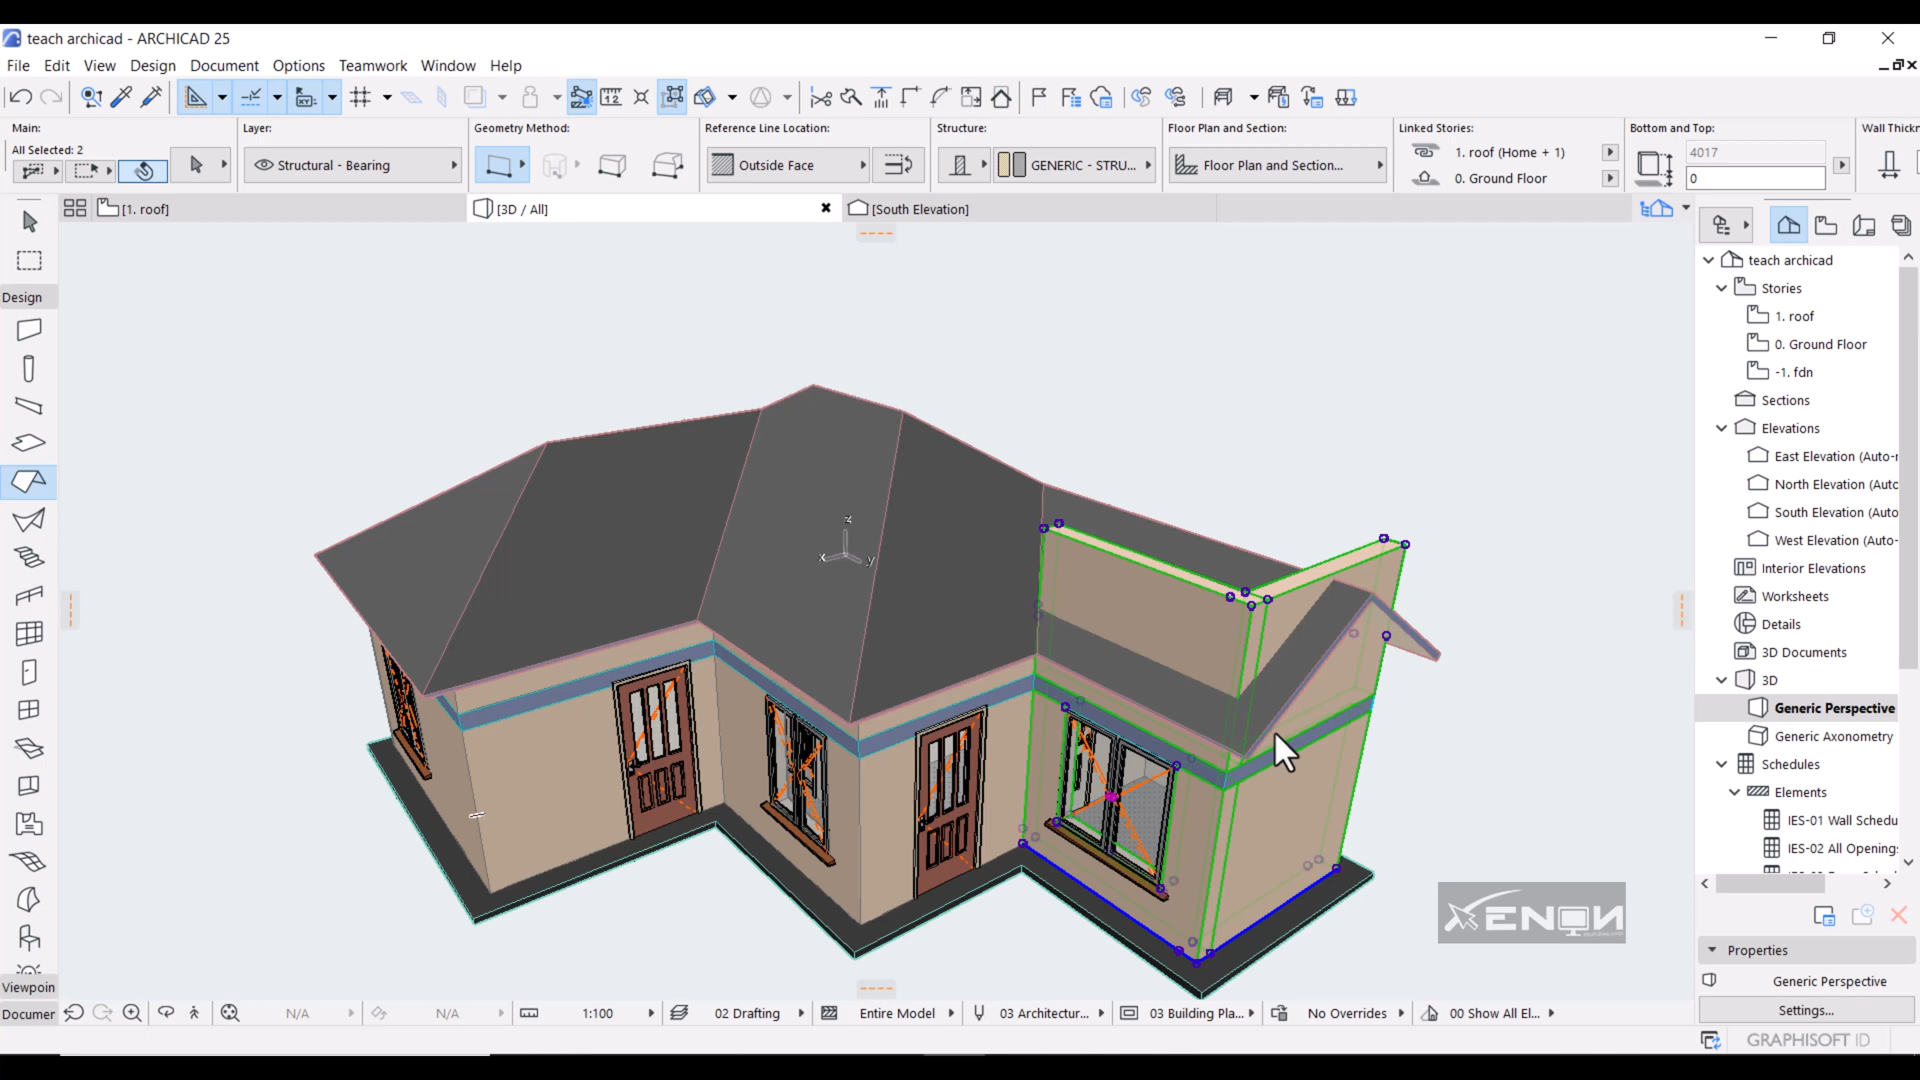 teach archicad - ARCHICAD 25
File Edit View Design Document Options Teamwork Window Help
Main:
All Selected: 2
Layer:
Structural - Bearing
Geometry Method:
Reference Line Location:
Outside Face
Structure:
GENERIC - STRU...
Floor Plan and Section:
Floor Plan and Section...
Linked Stories:
1. roof (Home + 1)
0. Ground Floor
Bottom and Top:
4017
0
Wall Thickn
[1. roof]
[3D / All]
[South Elevation]
Design
Viewpoin
Documer
z
x
y
teach archicad
Stories
1. roof
0. Ground Floor
-1. fdn
Sections
Elevations
East Elevation (Auto-r
North Elevation (Autc
South Elevation (Auto
West Elevation (Auto-
Interior Elevations
Worksheets
Details
3D Documents
3D
Generic Perspective
Generic Axonometry
Schedules
Elements
IES-01 Wall Schedu
IES-02 All Opening
Properties
Generic Perspective
Settings...
XENON
N/A
N/A
1:100
02 Drafting
Entire Model
03 Architectur...
03 Building Pla...
No Overrides
00 Show All El...
GRAPHISOFT ID